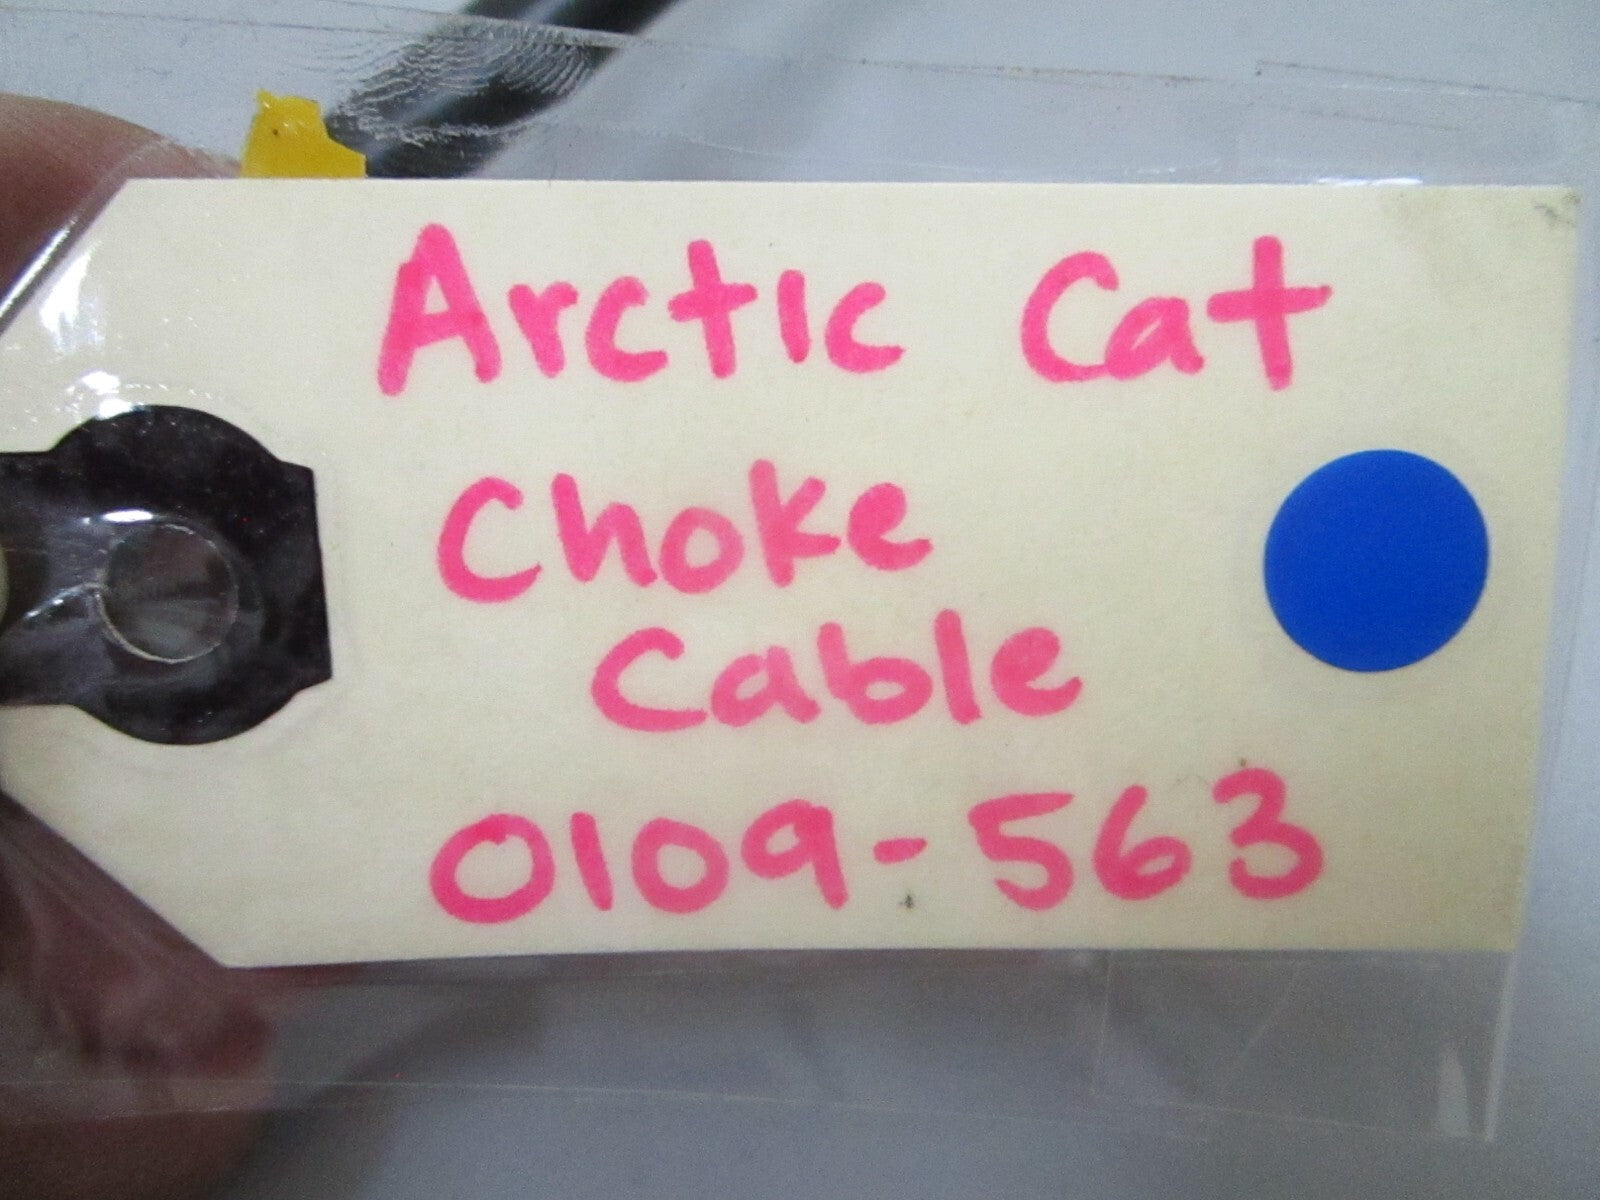 Arctic Cat
Choke
Cable
0109-563